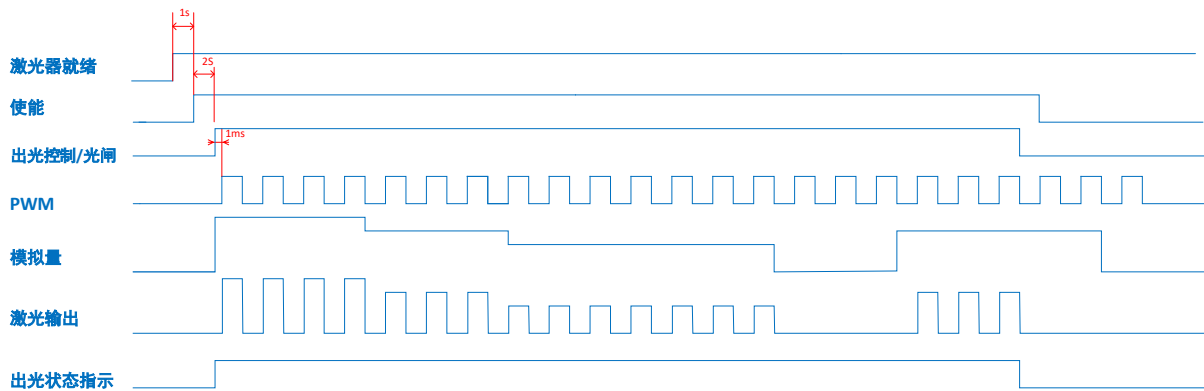 1s
激光器就绪
2S
使能
1ms
出光控制/光闸
PWM
模拟量
激光输出
出光状态指示